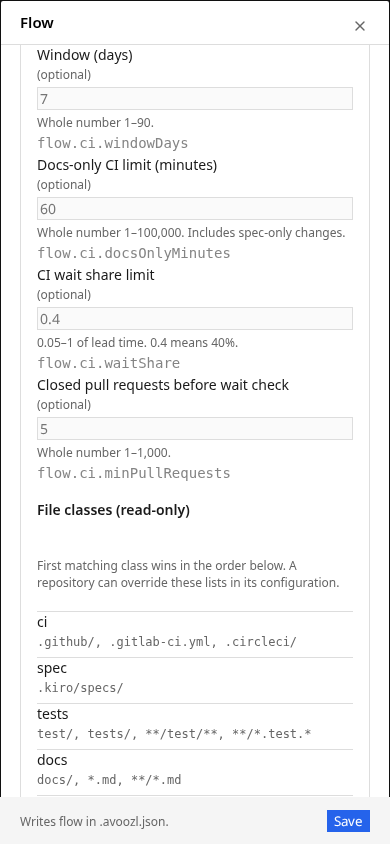 Flow
Window (days)
(optional)
7
Whole number 1–90.
flow.ci.windowDays
Docs-only CI limit (minutes)
(optional)
60
Whole number 1–100,000. Includes spec-only changes.
flow.ci.docsOnlyMinutes
CI wait share limit
(optional)
0.4
0.05–1 of lead time. 0.4 means 40%.
flow.ci.waitShare
Closed pull requests before wait check
(optional)
5
Whole number 1–1,000.
flow.ci.minPullRequests
File classes (read-only)
First matching class wins in the order below. A
repository can override these lists in its configuration.
ci
.github/, .gitlab-ci.yml, .circleci/
spec
.kiro/specs/
tests
test/, tests/, **/test/**, **/*.test.*
docs
docs/, *.md, **/*.md
Writes flow in .avoozl.json.
Save